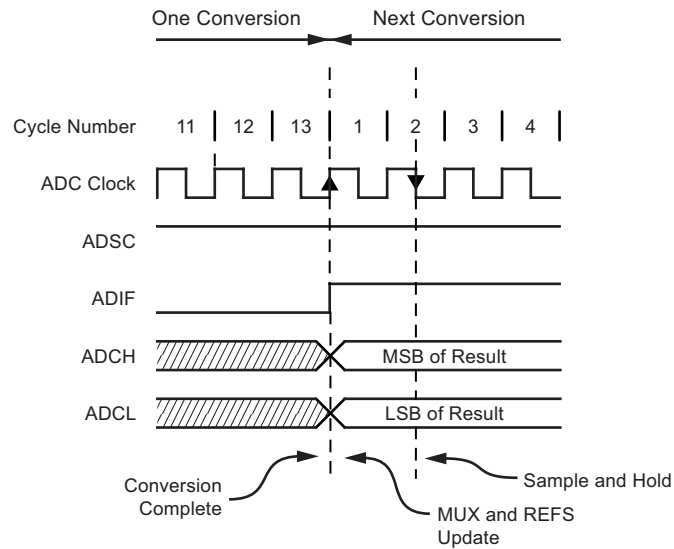 One Conversion Next Conversion
Cycle Number 11 12 13 1 2 3 4
ADC Clock
ADSC
ADIF
ADCH MSB of Result
ADCL LSB of Result
Conversion
Complete
MUX and REFS
Update
Sample and Hold